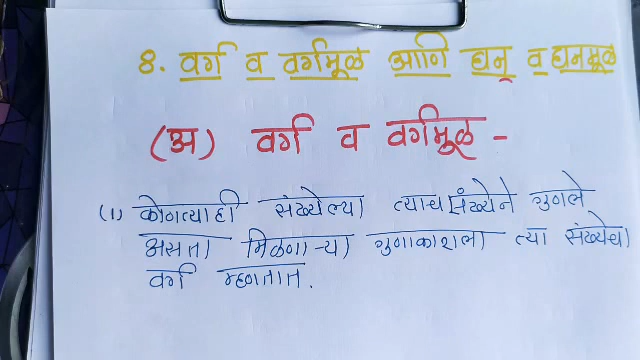 8. वर्ग व वर्गमूळ आणि घन व घनमूळ
(अ) वर्ग व वर्गमूळ -
(1) कोणत्याही संख्येल्या त्याच संख्येने गुणले
असता मिळणाऱ्या गुणाकाराला त्या संख्येचा
वर्ग म्हणतात.